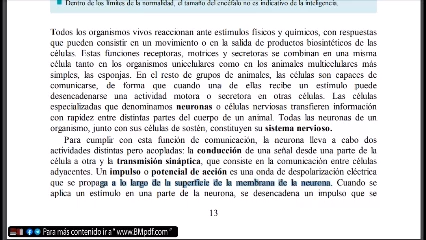 Dentro de los límites de la normalidad, el tamaño del encéfalo no es indicativo de la inteligencia.
Todos los organismos vivos reaccionan ante estímulos físicos y químicos, con respuestas
que pueden consistir en un movimiento o en la salida de productos biosintéticos de las
células. Estas funciones receptoras, motrices y secretoras se combinan en una misma
célula tanto en los organismos unicelulares como en los animales multicelulares más
simples, las esponjas. En el resto de grupos de animales, las células son capaces de
comunicarse, de forma que cuando una de ellas recibe un estímulo puede
desencadenarse una actividad motora o secretora en otras células. Las células
especializadas que denominamos neuronas o células nerviosas transfieren información
con rapidez entre distintas partes del cuerpo de un animal. Todas las neuronas de un
organismo, junto con sus células de sostén, constituyen su sistema nervioso.
Para cumplir con esta función de comunicación, la neurona lleva a cabo dos
actividades distintas pero acopladas: la conducción de una señal desde una parte de la
célula a otra y la transmisión sináptica, que consiste en la comunicación entre células
adyacentes. Un impulso o potencial de acción es una onda de despolarización eléctrica
que se propaga a lo largo de la superficie de la membrana de la neurona. Cuando se
aplica un estímulo en una parte de la neurona, se desencadena un impulso que se
13
Para más contenido ir a " www.BMpdf.com "